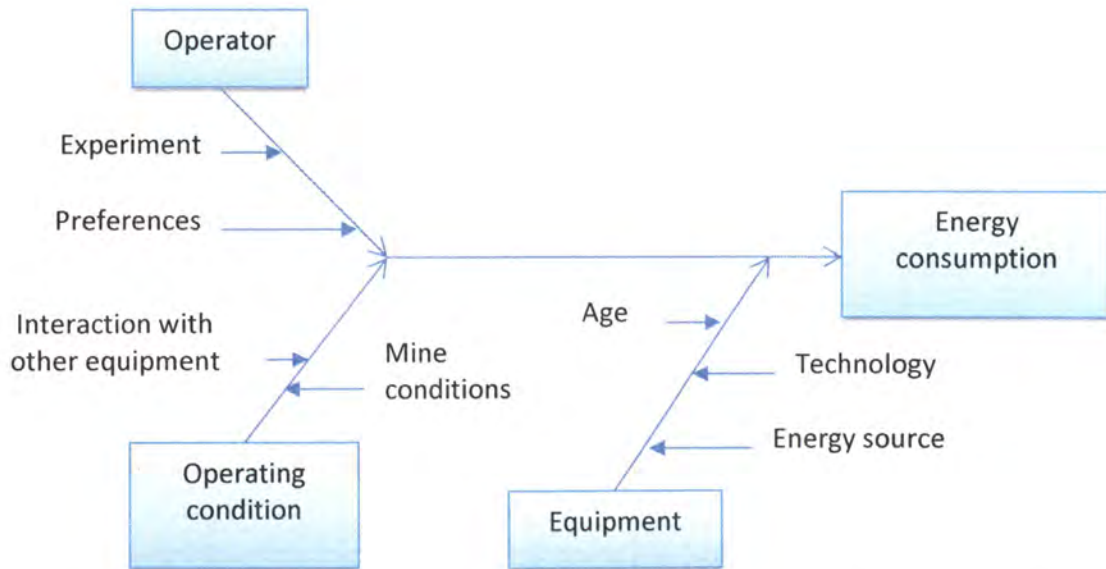 Operator
Experiment
Preferences
Energy
consumption
Interaction with
other equipment
Mine
conditions
Age
Technology
Energy source
Operating
condition
Equipment